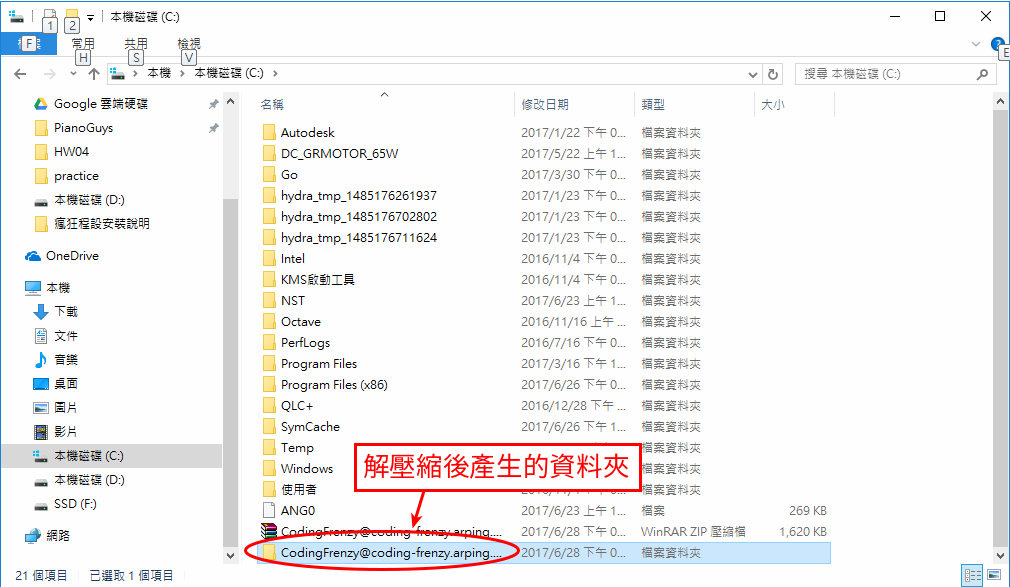 本機磁碟 (C:)
1 2
檔案 常用 共用 檢視
F H S V E
本機 › 本機磁碟 (C:) ›
搜尋 本機磁碟 (C:)
Google 雲端硬碟
PianoGuys
HW04
practice
本機磁碟 (D:)
瘋狂程設安裝說明
OneDrive
本機
下載
文件
音樂
桌面
圖片
影片
本機磁碟 (C:)
本機磁碟 (D:)
SSD (F:)
網路
名稱 修改日期 類型 大小
Autodesk 2017/1/22 下午 0... 檔案資料夾
DC_GRMOTOR_65W 2017/5/22 上午 1... 檔案資料夾
Go 2017/3/30 下午 0... 檔案資料夾
hydra_tmp_1485176261937 2017/1/23 下午 0... 檔案資料夾
hydra_tmp_1485176702802 2017/1/23 下午 0... 檔案資料夾
hydra_tmp_1485176711624 2017/1/23 下午 0... 檔案資料夾
Intel 2016/11/4 下午 0... 檔案資料夾
KMS啟動工具 2016/11/4 下午 0... 檔案資料夾
NST 2017/6/23 上午 1... 檔案資料夾
Octave 2016/11/16 上午 ... 檔案資料夾
PerfLogs 2016/7/16 下午 0... 檔案資料夾
Program Files 2017/3/16 下午 1... 檔案資料夾
Program Files (x86) 2017/6/26 下午 0... 檔案資料夾
QLC+ 2016/12/28 下午 ... 檔案資料夾
SymCache 2017/6/26 下午 1... 檔案資料夾
Temp 檔案資料夾
Windows
解壓縮後產生的資料夾
使用者 檔案資料夾
ANG0 2017/6/23 上午 1... 檔案 269 KB
CodingFrenzy@coding-frenzy.arping.... 2017/6/28 下午 0... WinRAR ZIP 壓縮檔 1,620 KB
CodingFrenzy@coding-frenzy.arping.... 2017/6/28 下午 0... 檔案資料夾
21 個項目 已選取 1 個項目